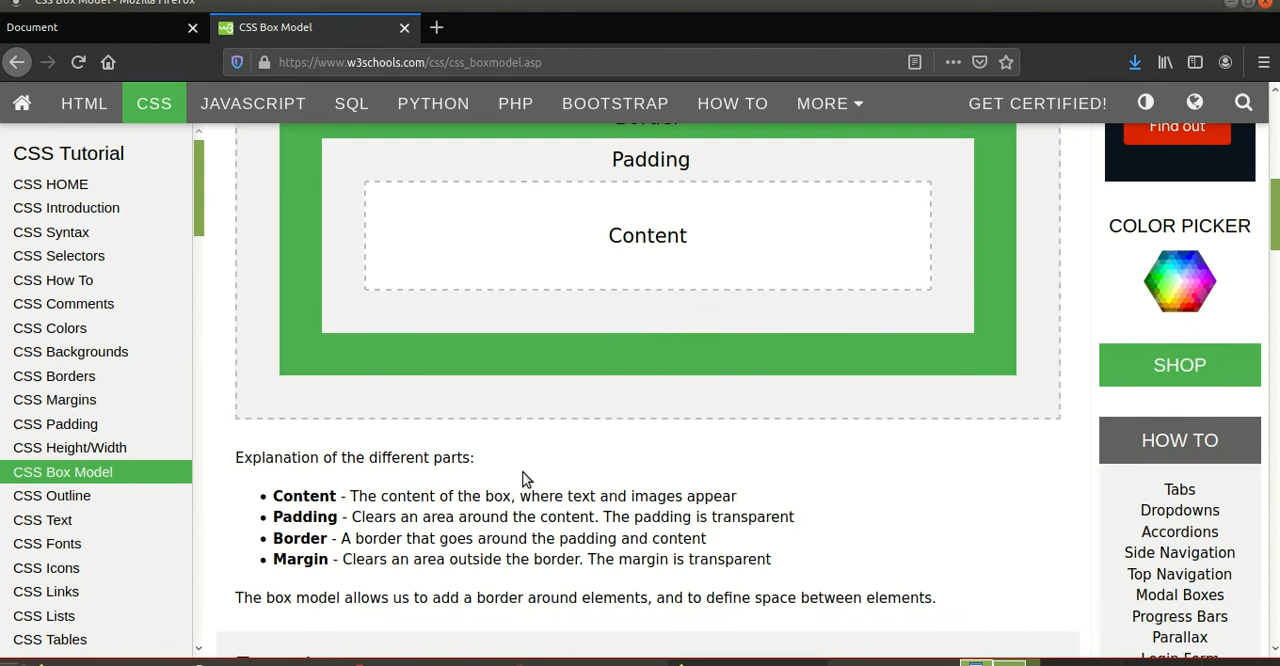 CSS Box Model - Mozilla Firefox
Document
CSS Box Model
https://www.w3schools.com/css/css_boxmodel.asp
HTML CSS JAVASCRIPT SQL PYTHON PHP BOOTSTRAP HOW TO MORE GET CERTIFIED!
CSS Tutorial
CSS HOME
CSS Introduction
CSS Syntax
CSS Selectors
CSS How To
CSS Comments
CSS Colors
CSS Backgrounds
CSS Borders
CSS Margins
CSS Padding
CSS Height/Width
CSS Box Model
CSS Outline
CSS Text
CSS Fonts
CSS Icons
CSS Links
CSS Lists
CSS Tables
Border
Padding
Content
Explanation of the different parts:
• Content - The content of the box, where text and images appear
• Padding - Clears an area around the content. The padding is transparent
• Border - A border that goes around the padding and content
• Margin - Clears an area outside the border. The margin is transparent
The box model allows us to add a border around elements, and to define space between elements.
Find out
COLOR PICKER
SHOP
HOW TO
Tabs
Dropdowns
Accordions
Side Navigation
Top Navigation
Modal Boxes
Progress Bars
Parallax
Login Form